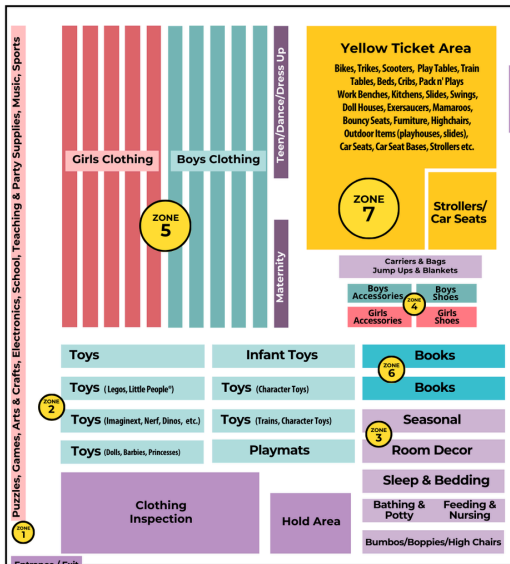 Puzzles, Games, Arts & Crafts, Electronics, School, Teaching & Party Supplies, Music, Sports
ZONE
1
Girls Clothing
Boys Clothing
ZONE
5
Teen/Dance/Dress Up
Maternity
Yellow Ticket Area
Bikes, Trikes, Scooters, Play Tables, Train
Tables, Beds, Cribs, Pack n' Plays
Work Benches, Kitchens, Slides, Swings,
Doll Houses, Exersaucers, Mamaroos,
Bouncy Seats, Furniture, Highchairs,
Outdoor Items (playhouses, slides),
Car Seats, Car Seat Bases, Strollers etc.
ZONE
7
Strollers/
Car Seats
Carriers & Bags
Jump Ups & Blankets
Boys
Accessories
Boys
Shoes
ZONE
4
Girls
Accessories
Girls
Shoes
Toys
Infant Toys
Books
ZONE
6
Toys (Legos, Little People®)
Toys (Character Toys)
Books
ZONE
2
Toys (Imaginext, Nerf, Dinos, etc.)
Toys (Trains, Character Toys)
Seasonal
ZONE
3
Toys (Dolls, Barbies, Princesses)
Playmats
Room Decor
Clothing
Inspection
Hold Area
Sleep & Bedding
Bathing &
Potty
Feeding &
Nursing
Bumbos/Boppies/High Chairs
Entrance / Exit